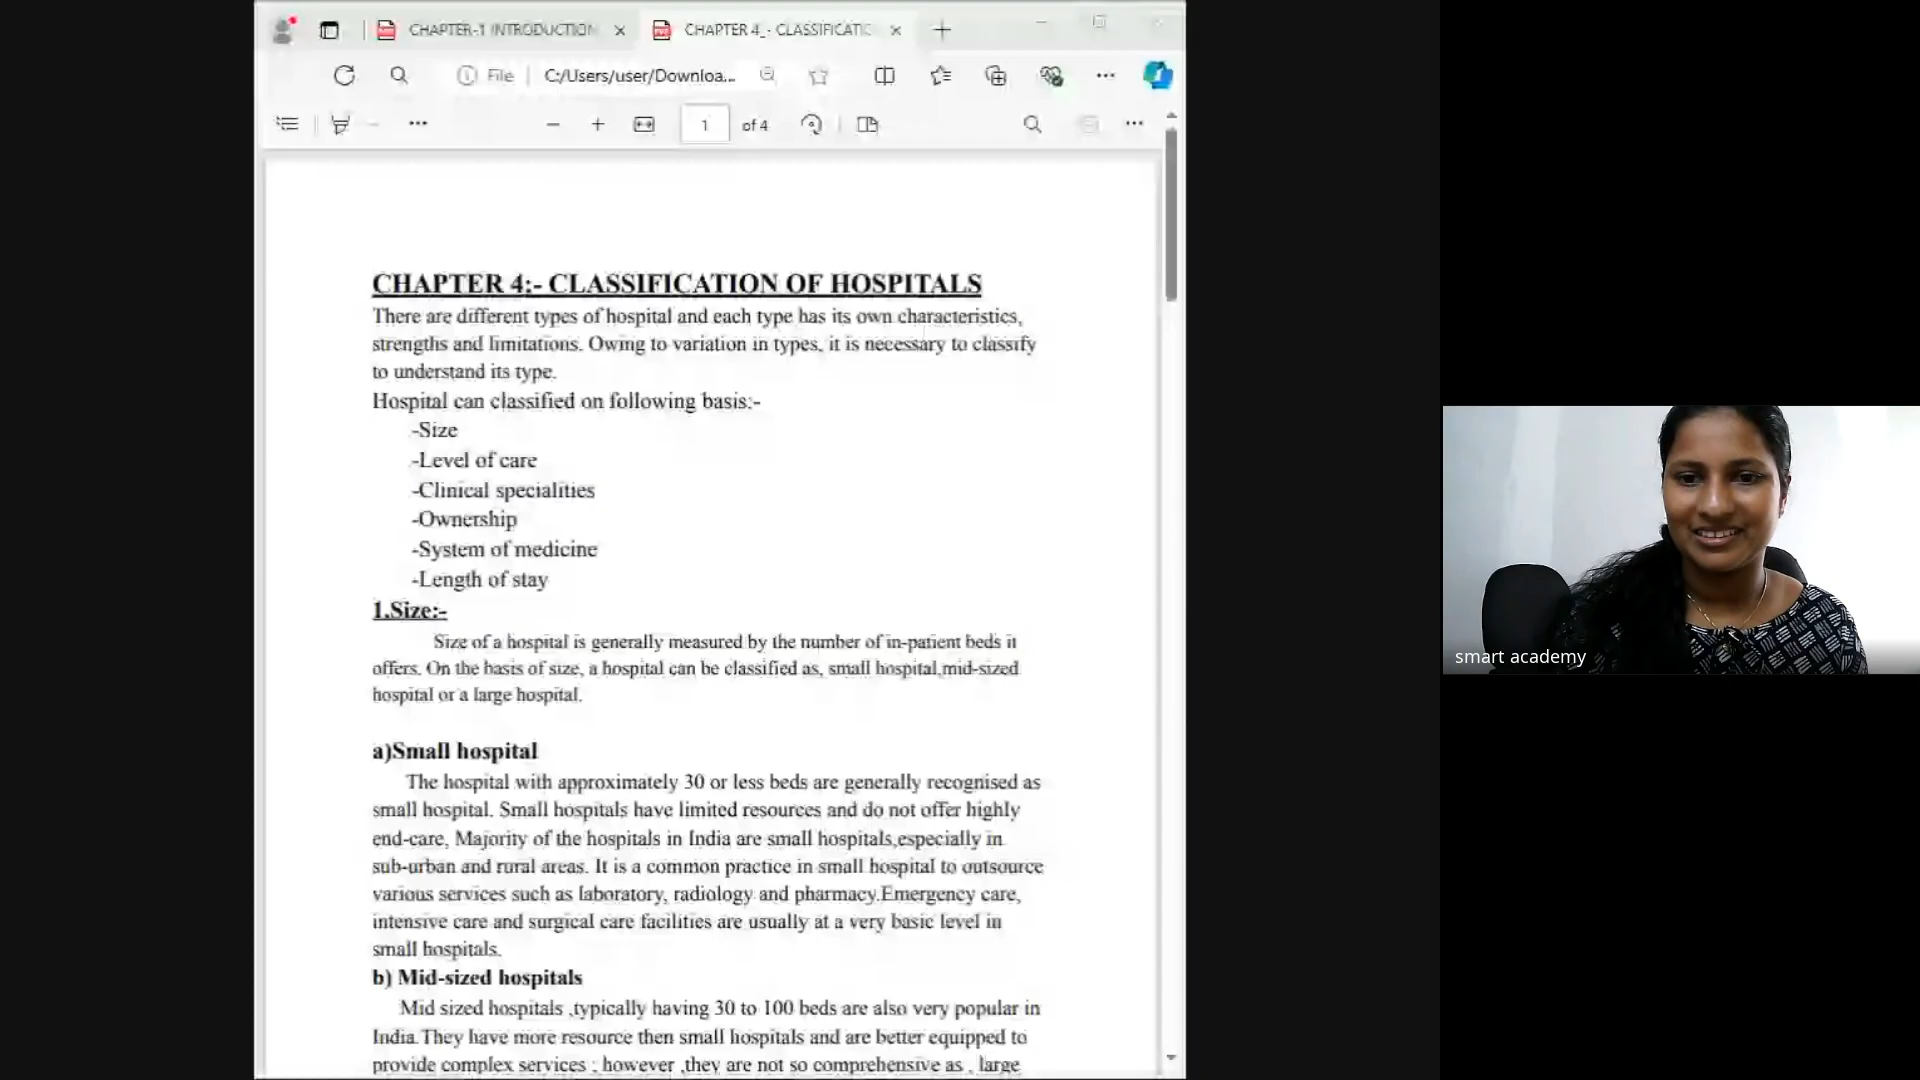 CHAPTER-1 INTRODUCTION
CHAPTER 4_- CLASSIFICATIC
File
C:/Users/user/Downloa...
1 of 4
CHAPTER 4:- CLASSIFICATION OF HOSPITALS
There are different types of hospital and each type has its own characteristics,
strengths and limitations. Owing to variation in types, it is necessary to classify
to understand its type.
Hospital can classified on following basis:-
-Size
-Level of care
-Clinical specialities
-Ownership
-System of medicine
-Length of stay
1.Size:-
Size of a hospital is generally measured by the number of in-patient beds it
offers. On the basis of size, a hospital can be classified as, small hospital,mid-sized
hospital or a large hospital.
a)Small hospital
The hospital with approximately 30 or less beds are generally recognised as
small hospital. Small hospitals have limited resources and do not offer highly
end-care, Majority of the hospitals in India are small hospitals,especially in
sub-urban and rural areas. It is a common practice in small hospital to outsource
various services such as laboratory, radiology and pharmacy.Emergency care,
intensive care and surgical care facilities are usually at a very basic level in
small hospitals.
b) Mid-sized hospitals
Mid sized hospitals ,typically having 30 to 100 beds are also very popular in
India.They have more resource then small hospitals and are better equipped to
provide complex services ; however ,they are not so comprehensive as , large
smart academy